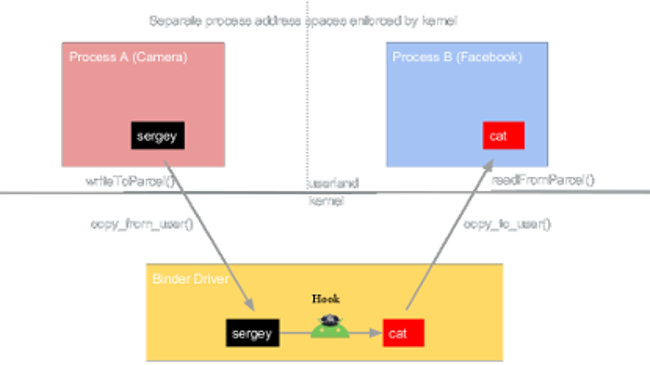 Separate process address spaces enforced by kernel
Process A (Camera)
Process B (Facebook)
sergey
cat
writeToParcel()
userland
readFromParcel()
kernel
copy_from_user()
copy_to_user()
Binder Driver
Hook
sergey
cat